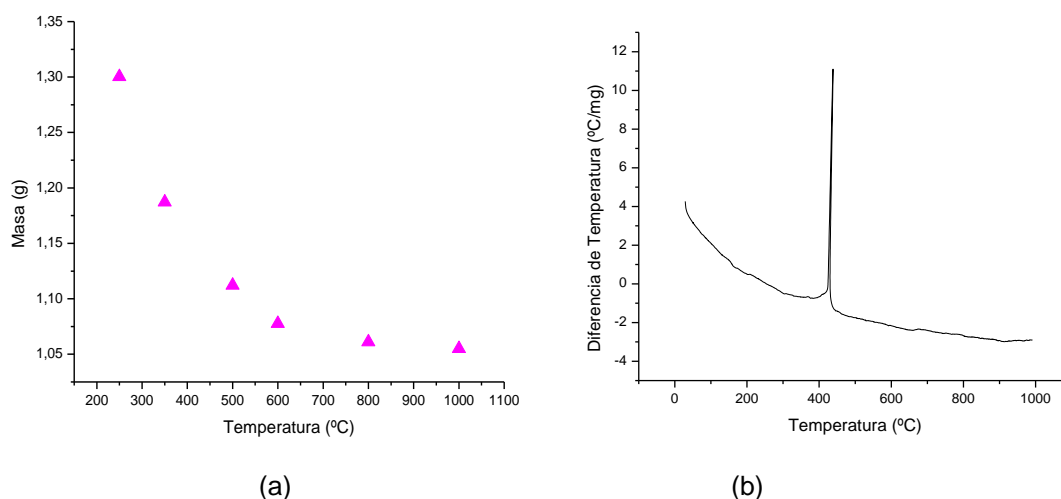 1,35
1,30
1,25
1,20
1,15
1,10
1,05
Masa (g)
200 300 400 500 600 700 800 900 1000 1100
Temperatura (ºC)
(a)
12
10
8
6
4
2
0
-2
-4
Diferencia de Temperatura (ºC/mg)
0 200 400 600 800 1000
Temperatura (ºC)
(b)